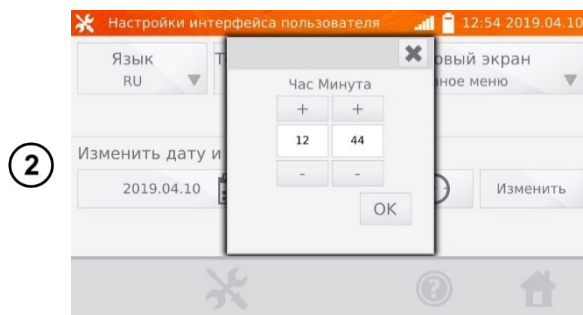 Настройки интерфейса пользователя 12:54 2019.04.10
Язык
RU
овый экран
вное меню
Час Минута
+ +
12 44
- -
OK
2
Изменить дату и
2019.04.10
Изменить